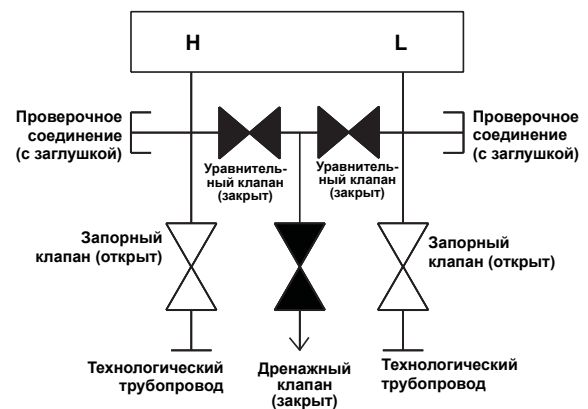 H
L
Проверочное
соединение
(с заглушкой)
Уравнитель-
ный клапан
(закрыт)
Уравнитель-
ный клапан
(закрыт)
Проверочное
соединение
(с заглушкой)
Запорный
клапан (открыт)
Запорный
клапан (открыт)
Технологический
трубопровод
Дренажный
клапан
(закрыт)
Технологический
трубопровод